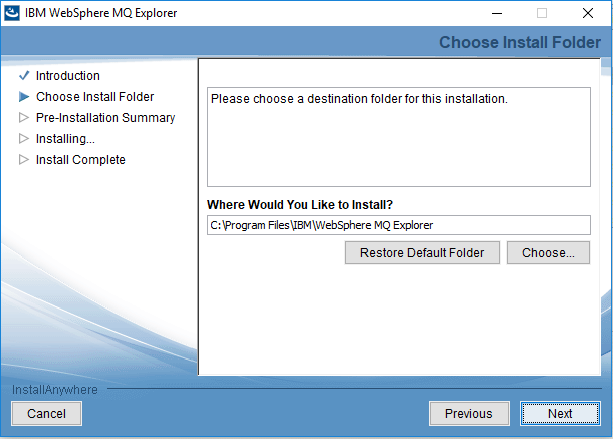 IBM WebSphere MQ Explorer
Choose Install Folder
Introduction
Choose Install Folder
Pre-Installation Summary
Installing...
Install Complete
Please choose a destination folder for this installation.
Where Would You Like to Install?
C:\Program Files\IBM\WebSphere MQ Explorer
Restore Default Folder
Choose...
InstallAnywhere
Cancel
Previous
Next